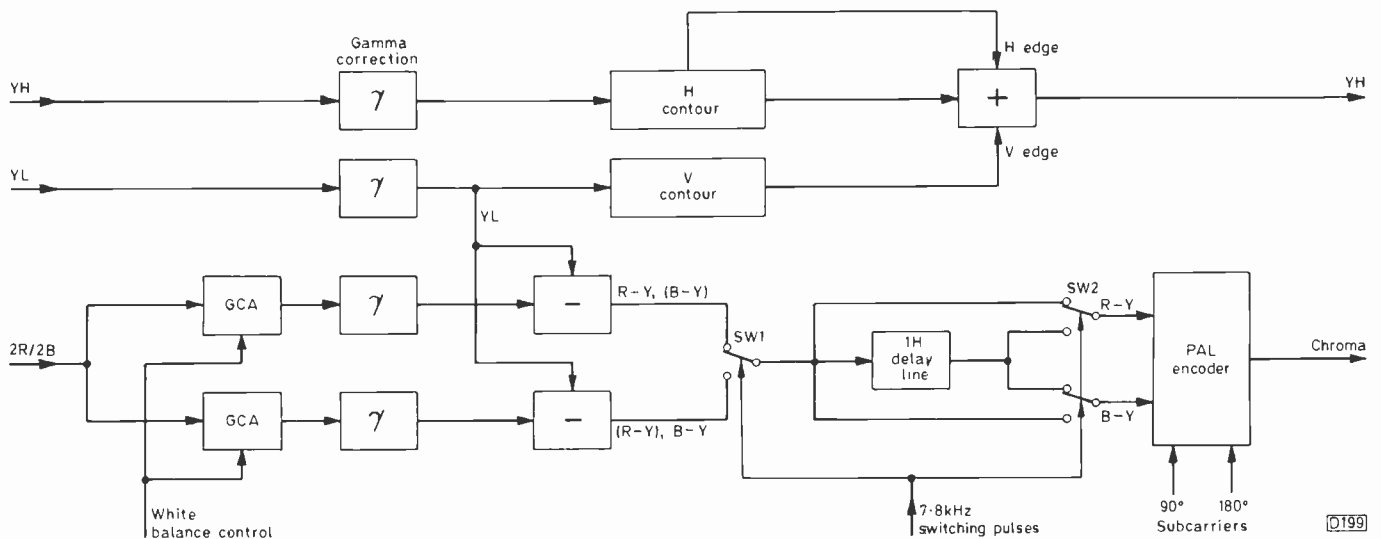 Gamma
correction
H edge
YH
γ
H
contour
+
YH
V edge
YL
γ
V
contour
YL
GCA
γ
−
R−Y, (B−Y)
SW1
SW2
R−Y
2R/2B
1H
delay
line
PAL
encoder
Chroma
GCA
γ
−
(R−Y), B−Y
B−Y
White
balance control
7·8kHz
switching pulses
90°
180°
Subcarriers
D199